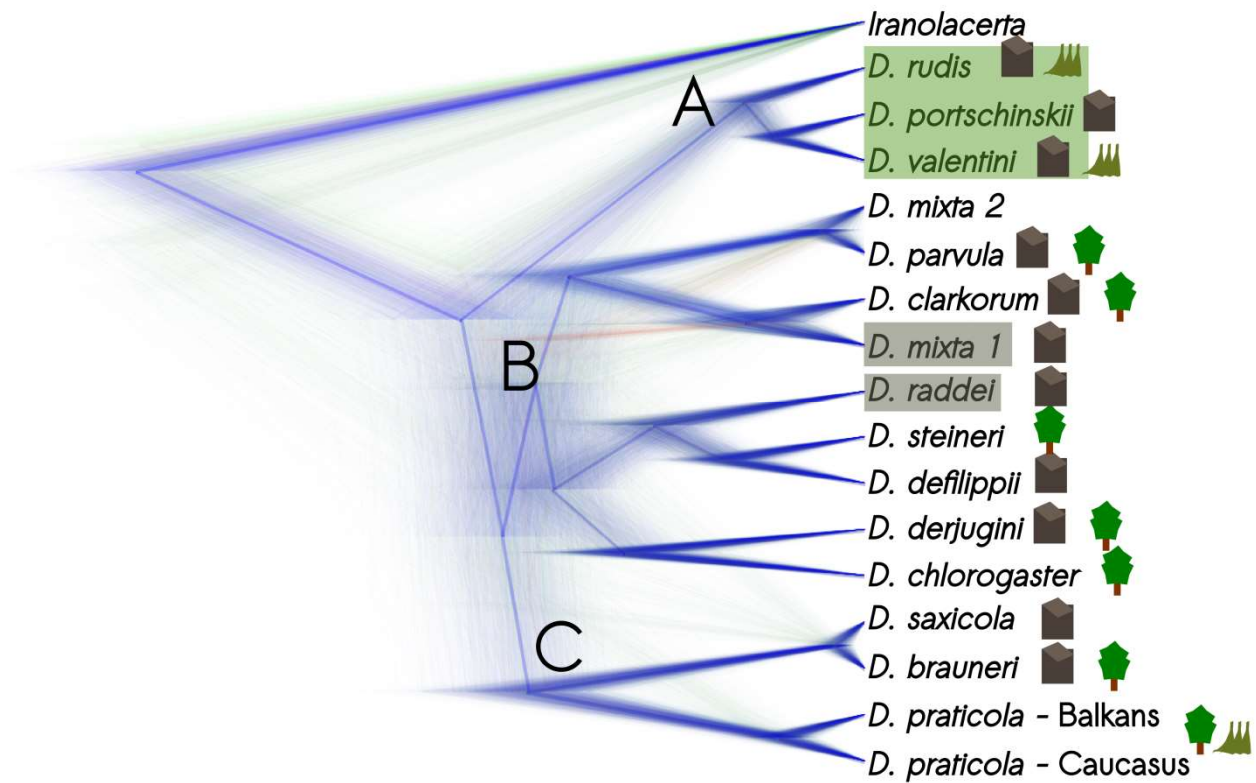 Iranolacerta
D. rudis
A
D. portschinskii
D. valentini
D. mixta 2
D. parvula
D. clarkorum
B
D. mixta 1
D. raddei
D. steineri
D. defilippii
D. derjugini
D. chlorogaster
D. saxicola
C
D. brauneri
D. praticola - Balkans
D. praticola - Caucasus